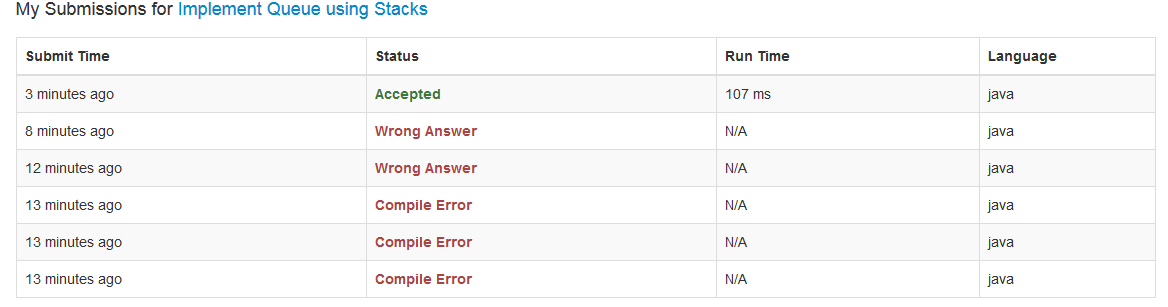 My Submissions for Implement Queue using Stacks
Submit Time Status Run Time Language
3 minutes ago Accepted 107 ms java
8 minutes ago Wrong Answer N/A java
12 minutes ago Wrong Answer N/A java
13 minutes ago Compile Error N/A java
13 minutes ago Compile Error N/A java
13 minutes ago Compile Error N/A java